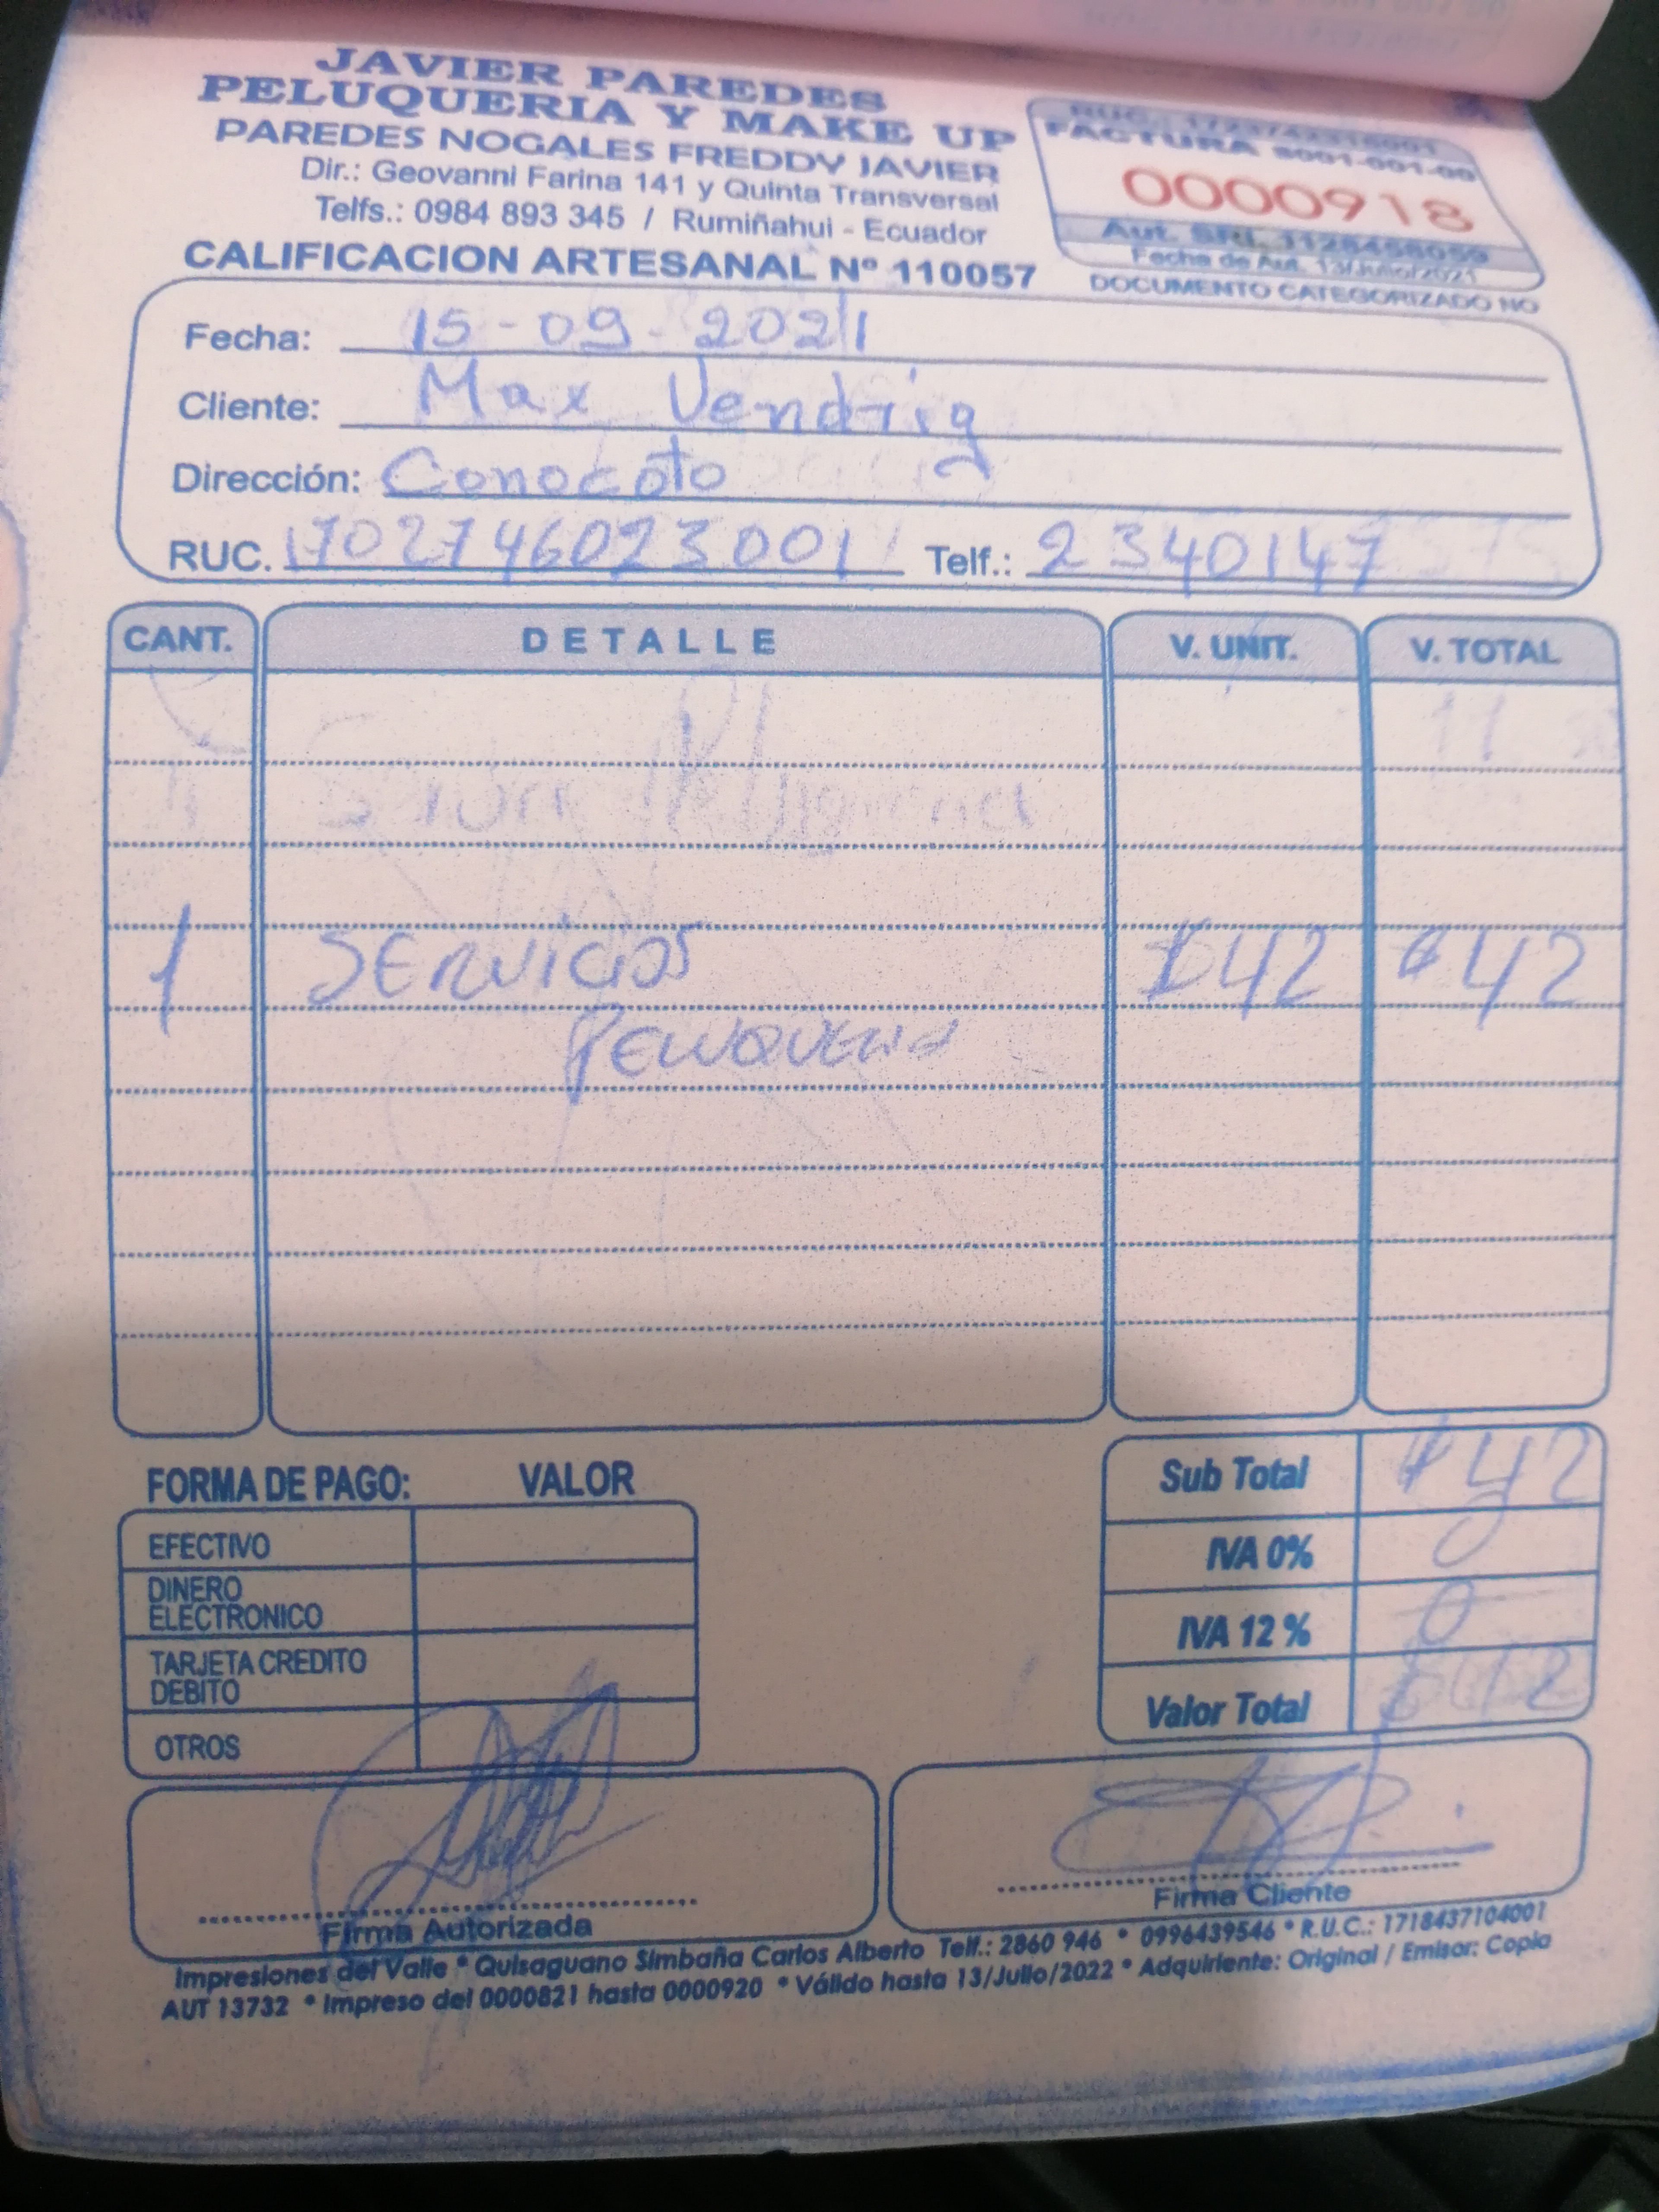 JAVIER PAREDES
PELUQUERIA Y MAKE UP
PAREDES NOGALES FREDDY JAVIER
Dir.: Geovanni Farina 141 y Quinta Transversal
Telfs.: 0984 893 345 / Rumiñahui - Ecuador
CALIFICACION ARTESANAL Nº 110057
RUC.:
FACTURA S001-001-00
0000918
Aut. SRI. 1128458059
Fecha de Aut. 13/Julio/2021
DOCUMENTO CATEGORIZADO NO
Fecha: 15-09-2021
Cliente: Max Vendrig
Dirección: Conocoto
RUC. 1702746023001 Telf.: 2340147
CANT. DETALLE V. UNIT. V. TOTAL
1 SERVICIOS $42 $42
PELUQUERIA
FORMA DE PAGO: VALOR
EFECTIVO
DINERO
ELECTRONICO
TARJETA CREDITO
DEBITO
OTROS
Sub Total $42
IVA 0% 0
IVA 12 % 0
Valor Total $42
Firma Autorizada
Firma Cliente
Impresiones del Valle * Quisaguano Simbaña Carlos Alberto Telf.: 2860 946 * 0996439546 * R.U.C.: 1718437104001
AUT 13732 * Impreso del 0000821 hasta 0000920 * Válido hasta 13/Julio/2022 * Adquiriente: Original / Emisor: Copia